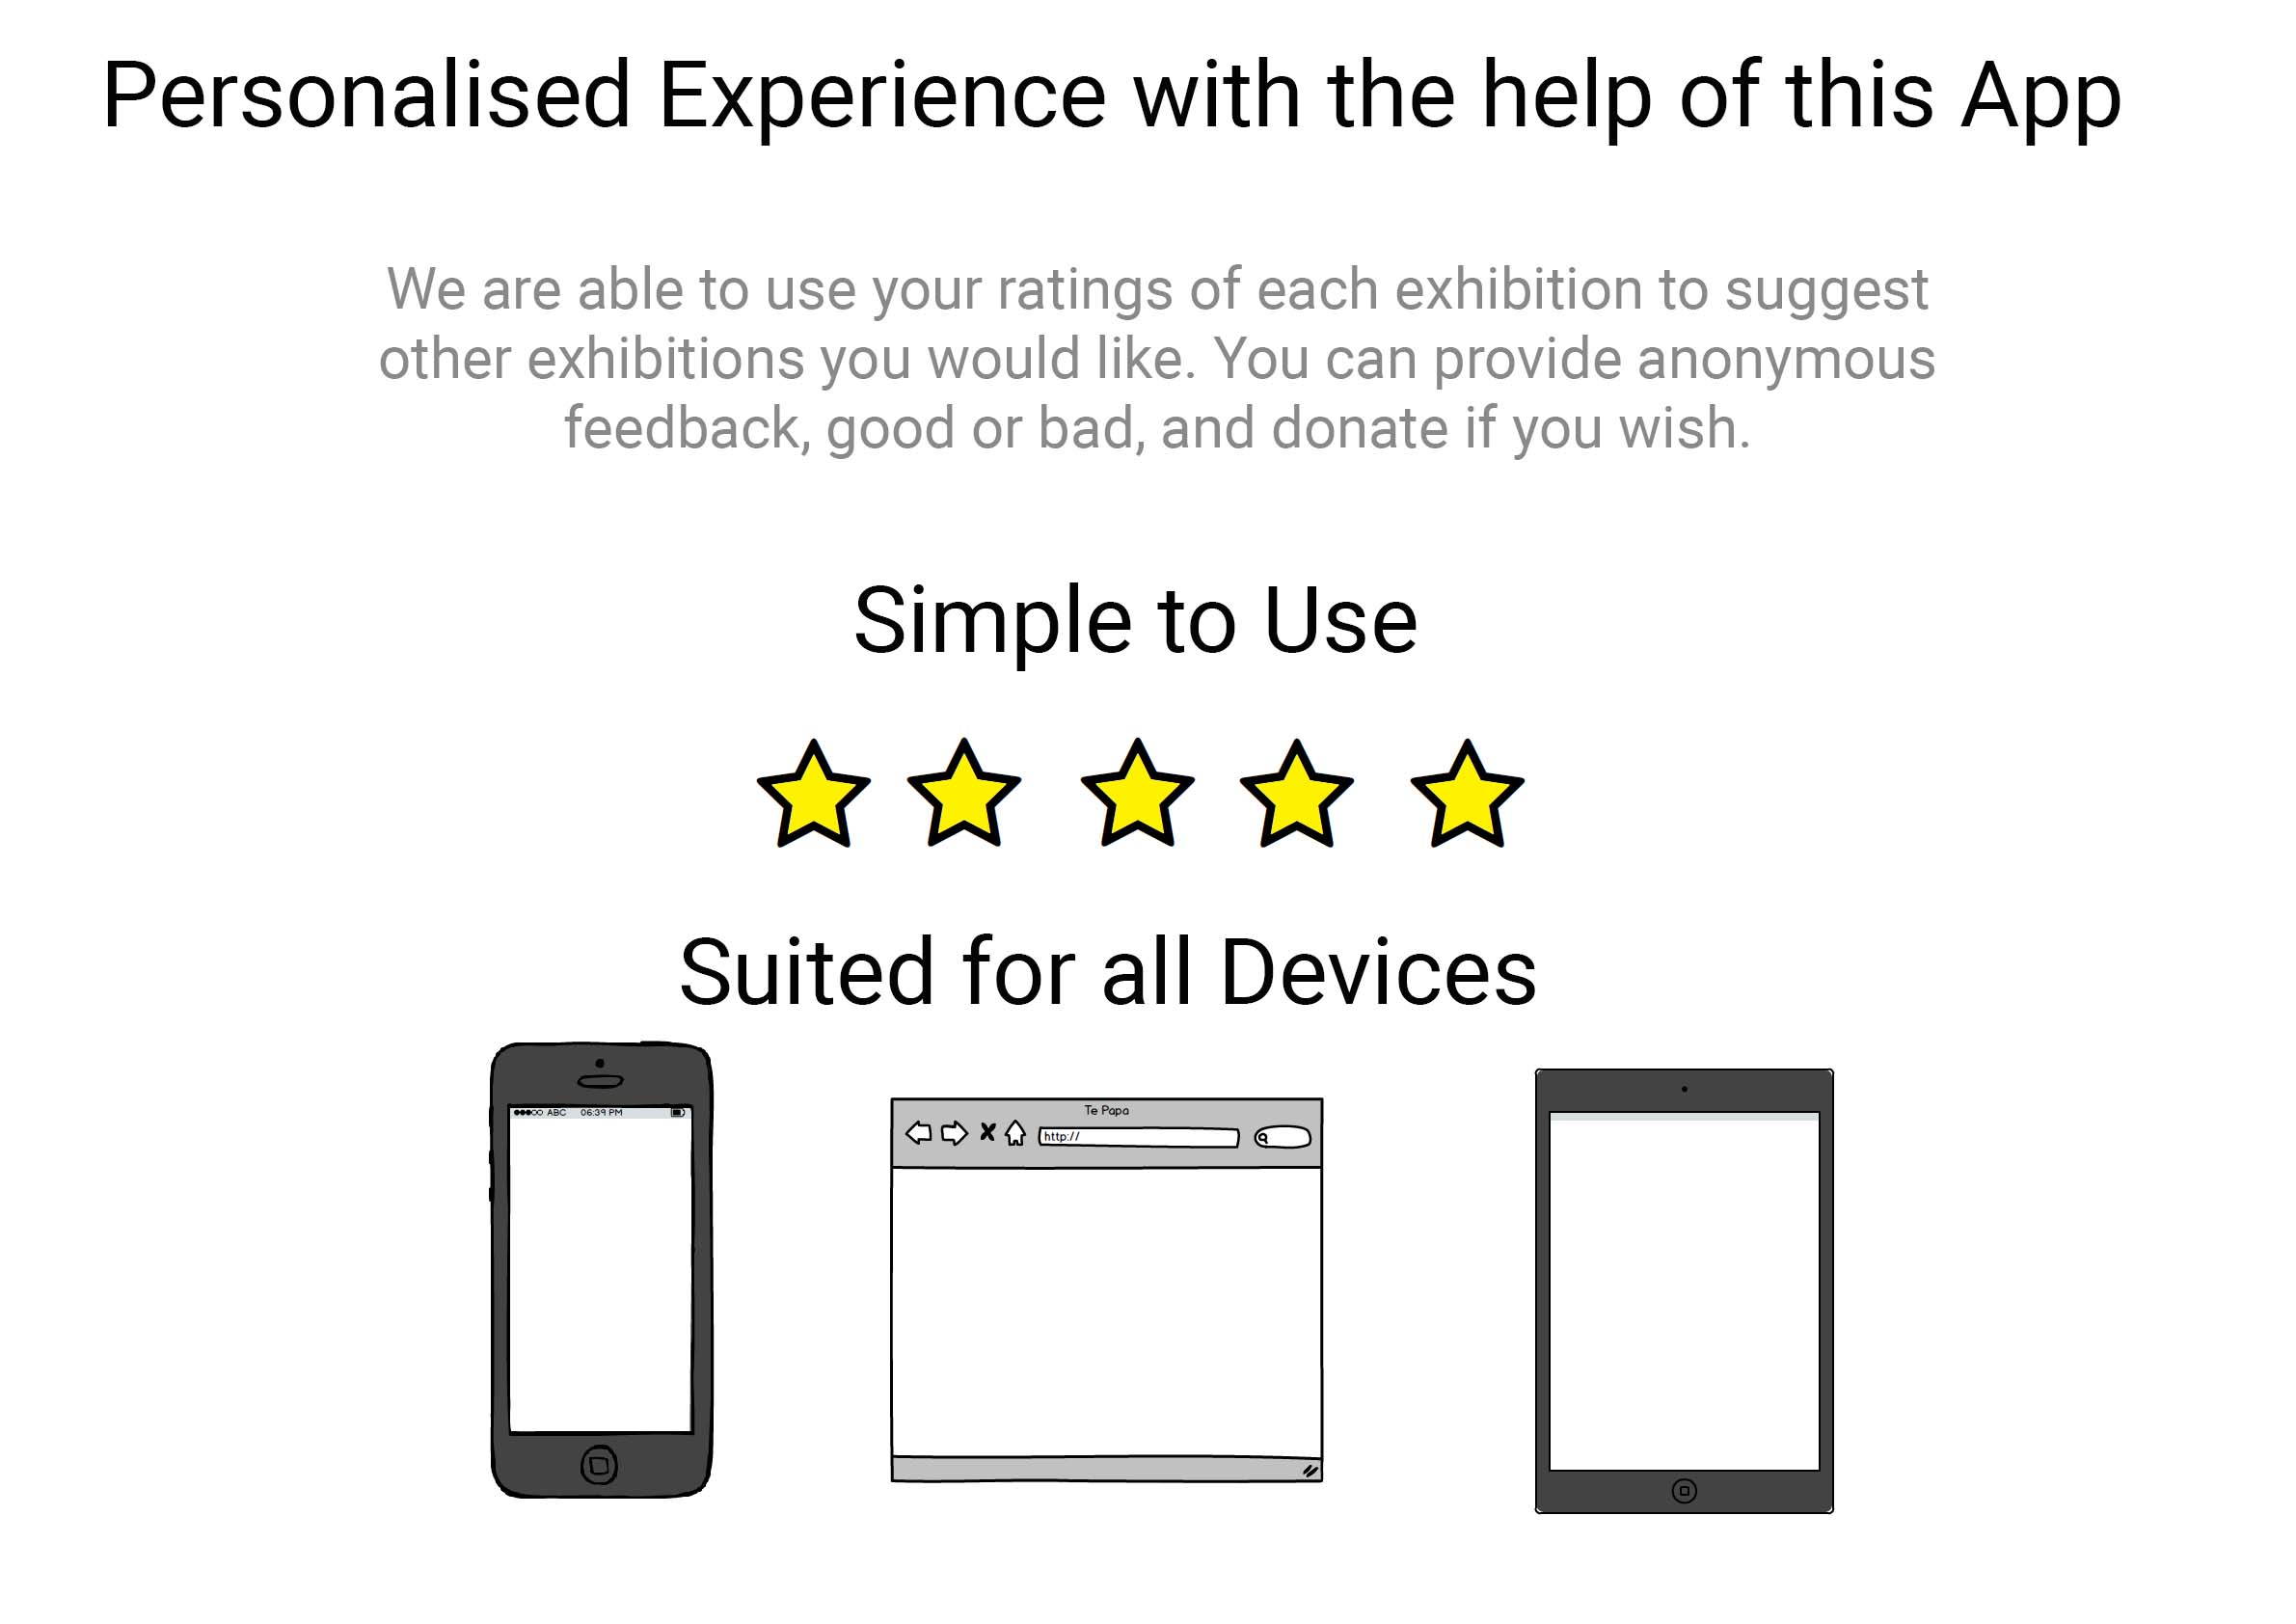 Personalised Experience with the help of this App
We are able to use your ratings of each exhibition to suggest
other exhibitions you would like. You can provide anonymous
feedback, good or bad, and donate if you wish.
Simple to Use
Suited for all Devices
ABC 06:39 PM
Te Papa
http://